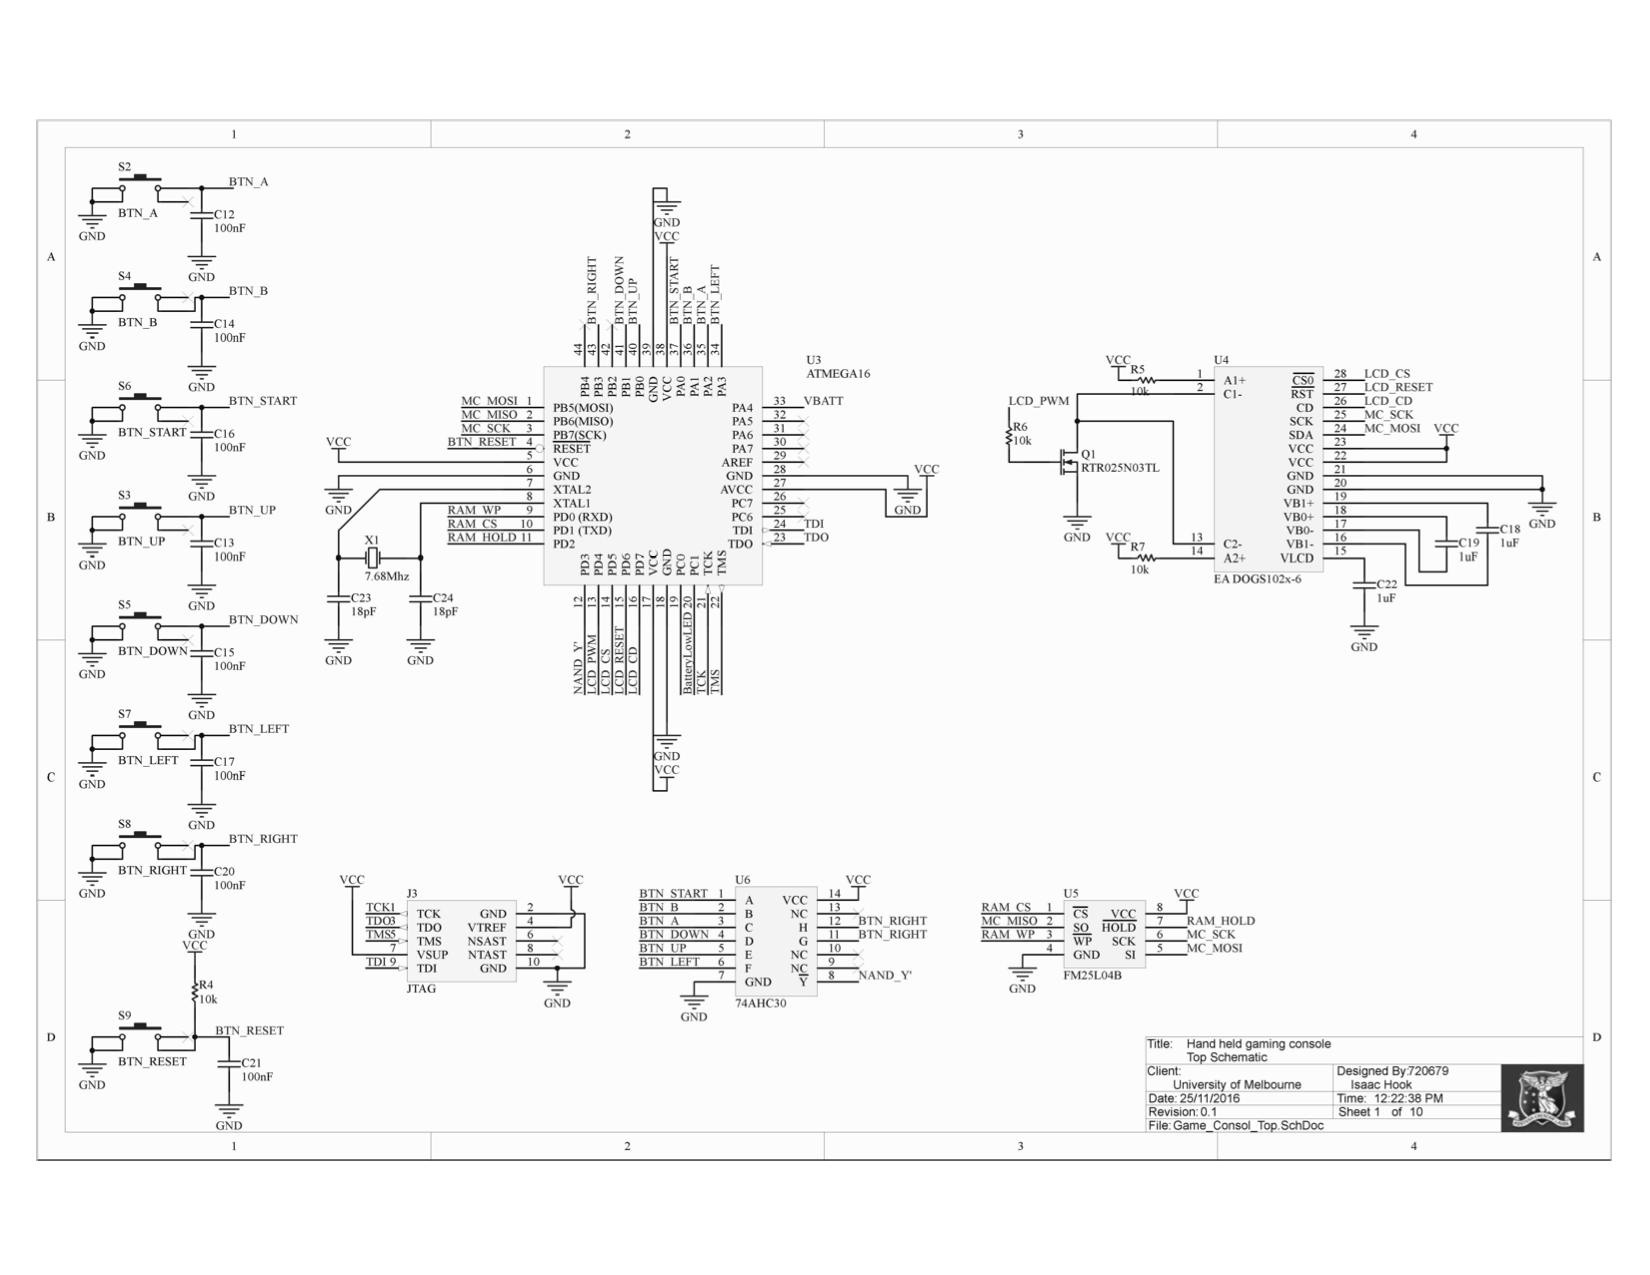 1 2 3 4
A
B
C
D
S2
BTN_A
BTN_A
C12
100nF
GND
GND
S4
BTN_B
BTN_B
C14
100nF
GND
GND
S6
BTN_START
BTN_START
C16
100nF
GND
GND
S3
BTN_UP
BTN_UP
C13
100nF
GND
GND
S5
BTN_DOWN
BTN_DOWN
C15
100nF
GND
GND
S7
BTN_LEFT
BTN_LEFT
C17
100nF
GND
GND
S8
BTN_RIGHT
BTN_RIGHT
C20
100nF
GND
GND
VCC
R4
10k
S9
BTN_RESET
BTN_RESET
C21
100nF
GND
GND
GND
VCC
BTN_RIGHT
BTN_DOWN
BTN_UP
BTN_START
BTN_B
BTN_A
BTN_LEFT
44 43 42 41 40 39 38 37 36 35 34
U3
ATMEGA16
PB4 PB3 PB2 PB1 PB0 GND VCC PA0 PA1 PA2 PA3
MC_MOSI 1 PB5(MOSI)
MC_MISO 2 PB6(MISO)
MC_SCK 3 PB7(SCK)
BTN_RESET 4 RESET
VCC
5 VCC
6 GND
7 XTAL2
8 XTAL1
RAM_WP 9 PD0 (RXD)
RAM_CS 10 PD1 (TXD)
RAM_HOLD 11 PD2
GND
PA4 33 VBATT
PA5 32
PA6 31
PA7 30
AREF 29
GND 28
AVCC 27
PC7 26
PC6 25
TDI 24 TDI
TDO 23 TDO
VCC
GND
PD3 PD4 PD5 PD6 PD7 VCC GND PC0 PC1 TCK TMS
12 13 14 15 16 17 18 19 20 21 22
NAND_Y'
LCD_PWM
LCD_CS
LCD_RESET
LCD_CD
BatteryLowLED
TCK
TMS
GND
VCC
X1
7.68Mhz
C23
18pF
C24
18pF
GND
GND
LCD_PWM
R6
10k
Q1
RTR025N03TL
GND
VCC
R5
10k
VCC
R7
10k
U4
1 A1+
2 C1-
13 C2-
14 A2+
CS0 28 LCD_CS
RST 27 LCD_RESET
CD 26 LCD_CD
SCK 25 MC_SCK
SDA 24 MC_MOSI
VCC 23
VCC 22
GND 21
GND 20
VB1+ 19
VB0+ 18
VB0- 17
VB1- 16
VLCD 15
EA DOGS102x-6
VCC
GND
C18
1uF
C19
1uF
C22
1uF
GND
VCC
J3
VCC
TCK 1 TCK
TDO 3 TDO
TMS 5 TMS
7 VSUP
TDI 9 TDI
GND 2
VTREF 4
NSAST 6
NTAST 8
GND 10
JTAG
GND
U6
VCC
BTN_START 1 A
BTN_B 2 B
BTN_A 3 C
BTN_DOWN 4 D
BTN_UP 5 E
BTN_LEFT 6 F
7 GND
VCC 14
NC 13
H 12 BTN_RIGHT
G 11 BTN_RIGHT
NC 10
NC 9
Y 8 NAND_Y'
74AHC30
GND
U5
VCC
RAM_CS 1 CS
MC_MISO 2 SO
RAM_WP 3 WP
4 GND
VCC 8
HOLD 7 RAM_HOLD
SCK 6 MC_SCK
SI 5 MC_MOSI
FM25L04B
GND
Title: Hand held gaming console
Top Schematic
Client:
University of Melbourne
Designed By:720679
Isaac Hook
Date: 25/11/2016
Time: 12:22:38 PM
Revision: 0.1
Sheet 1 of 10
File: Game_Consol_Top.SchDoc
A
B
C
D
1 2 3 4